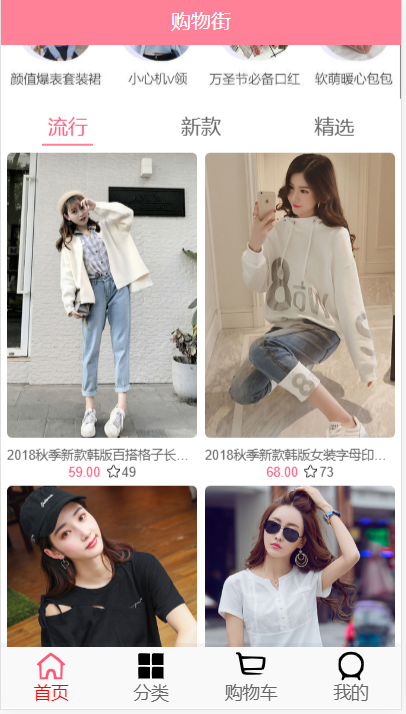 购物街
颜值爆表套装裙 小心机v领 万圣节必备口红 软萌暖心包包
流行 新款 精选
2018秋季新款韩版百搭格子长... 2018秋季新款韩版女装字母印...
59.00 49 68.00 73
首页 分类 购物车 我的